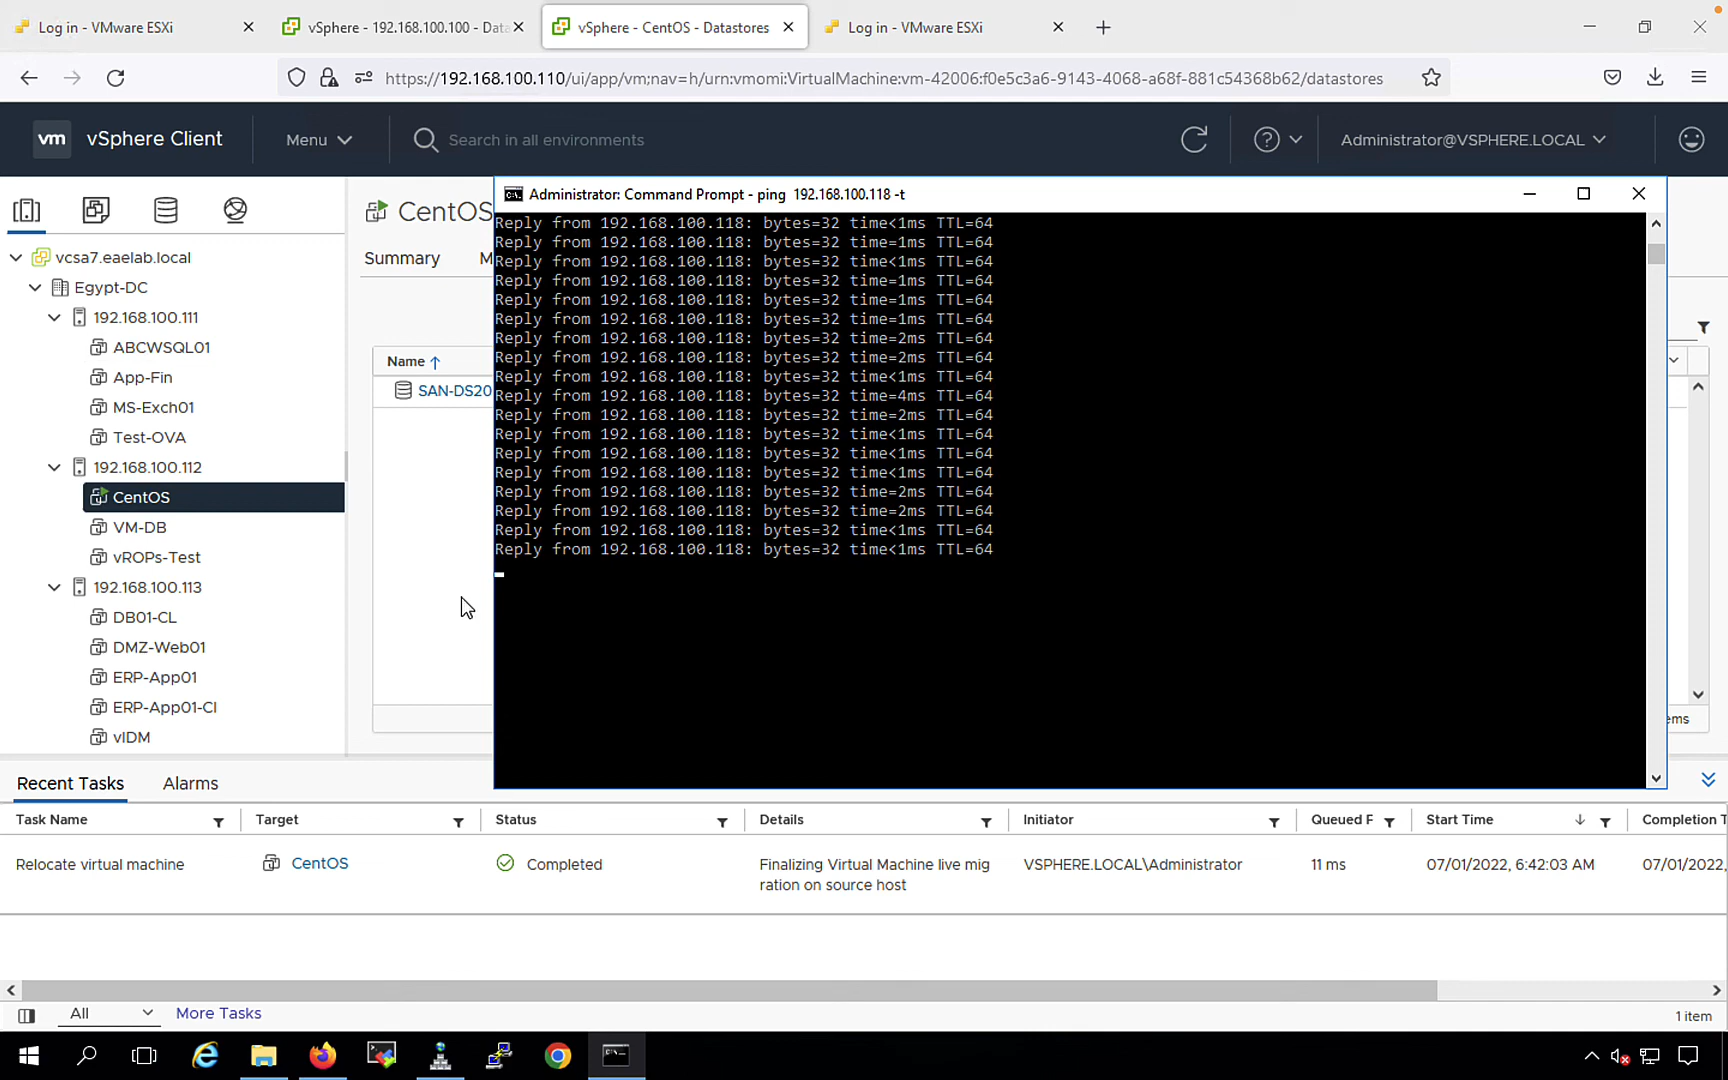 Log in - VMware ESXi
vSphere - 192.168.100.100 - Data
vSphere - CentOS - Datastores
Log in - VMware ESXi
https://192.168.100.110/ui/app/vm;nav=h/urn:vmomi:VirtualMachine:vm-42006:f0e5c3a6-9143-4068-a68f-881c54368b62/datastores
vm vSphere Client
Menu
Search in all environments
Administrator@VSPHERE.LOCAL
vcsa7.eaelab.local
Egypt-DC
192.168.100.111
ABCWSQL01
App-Fin
MS-Exch01
Test-OVA
192.168.100.112
CentOS
VM-DB
vROPs-Test
192.168.100.113
DB01-CL
DMZ-Web01
ERP-App01
ERP-App01-Cl
vIDM
CentOS
Summary M
Name
SAN-DS20
ems
Administrator: Command Prompt - ping 192.168.100.118 -t
Reply from 192.168.100.118: bytes=32 time<1ms TTL=64
Reply from 192.168.100.118: bytes=32 time=1ms TTL=64
Reply from 192.168.100.118: bytes=32 time<1ms TTL=64
Reply from 192.168.100.118: bytes=32 time=1ms TTL=64
Reply from 192.168.100.118: bytes=32 time=1ms TTL=64
Reply from 192.168.100.118: bytes=32 time=1ms TTL=64
Reply from 192.168.100.118: bytes=32 time=2ms TTL=64
Reply from 192.168.100.118: bytes=32 time=2ms TTL=64
Reply from 192.168.100.118: bytes=32 time<1ms TTL=64
Reply from 192.168.100.118: bytes=32 time=4ms TTL=64
Reply from 192.168.100.118: bytes=32 time=2ms TTL=64
Reply from 192.168.100.118: bytes=32 time<1ms TTL=64
Reply from 192.168.100.118: bytes=32 time<1ms TTL=64
Reply from 192.168.100.118: bytes=32 time<1ms TTL=64
Reply from 192.168.100.118: bytes=32 time=2ms TTL=64
Reply from 192.168.100.118: bytes=32 time=2ms TTL=64
Reply from 192.168.100.118: bytes=32 time<1ms TTL=64
Reply from 192.168.100.118: bytes=32 time<1ms TTL=64
Recent Tasks Alarms
Task Name Target Status Details Initiator Queued F Start Time Completion T
Relocate virtual machine CentOS Completed Finalizing Virtual Machine live mig VSPHERE.LOCAL\Administrator 11 ms 07/01/2022, 6:42:03 AM 07/01/2022,
ration on source host
All More Tasks 1 item